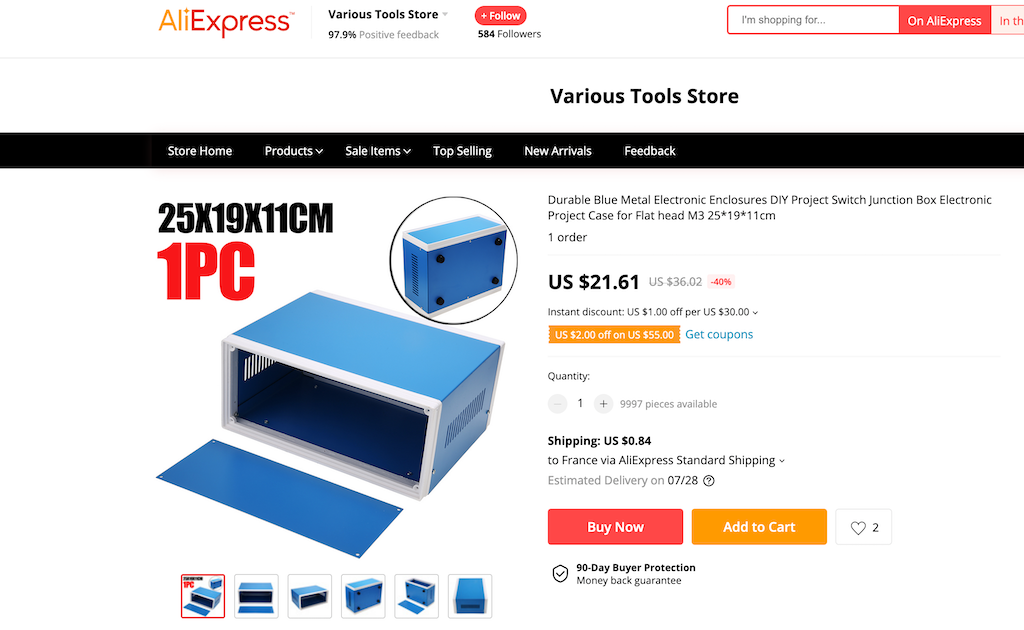 AliExpress™
Various Tools Store
97.9% Positive feedback
+ Follow
584 Followers
I'm shopping for...
On AliExpress
In th
Various Tools Store
Store Home
Products
Sale Items
Top Selling
New Arrivals
Feedback
25X19X11CM
1PC
Durable Blue Metal Electronic Enclosures DIY Project Switch Junction Box Electronic
Project Case for Flat head M3 25*19*11cm
1 order
US $21.61 US $36.02 -40%
Instant discount: US $1.00 off per US $30.00
US $2.00 off on US $55.00 Get coupons
Quantity:
1 + 9997 pieces available
Shipping: US $0.84
to France via AliExpress Standard Shipping
Estimated Delivery on 07/28 ?
Buy Now
Add to Cart
2
90-Day Buyer Protection
Money back guarantee
25X19X11CM
1PC